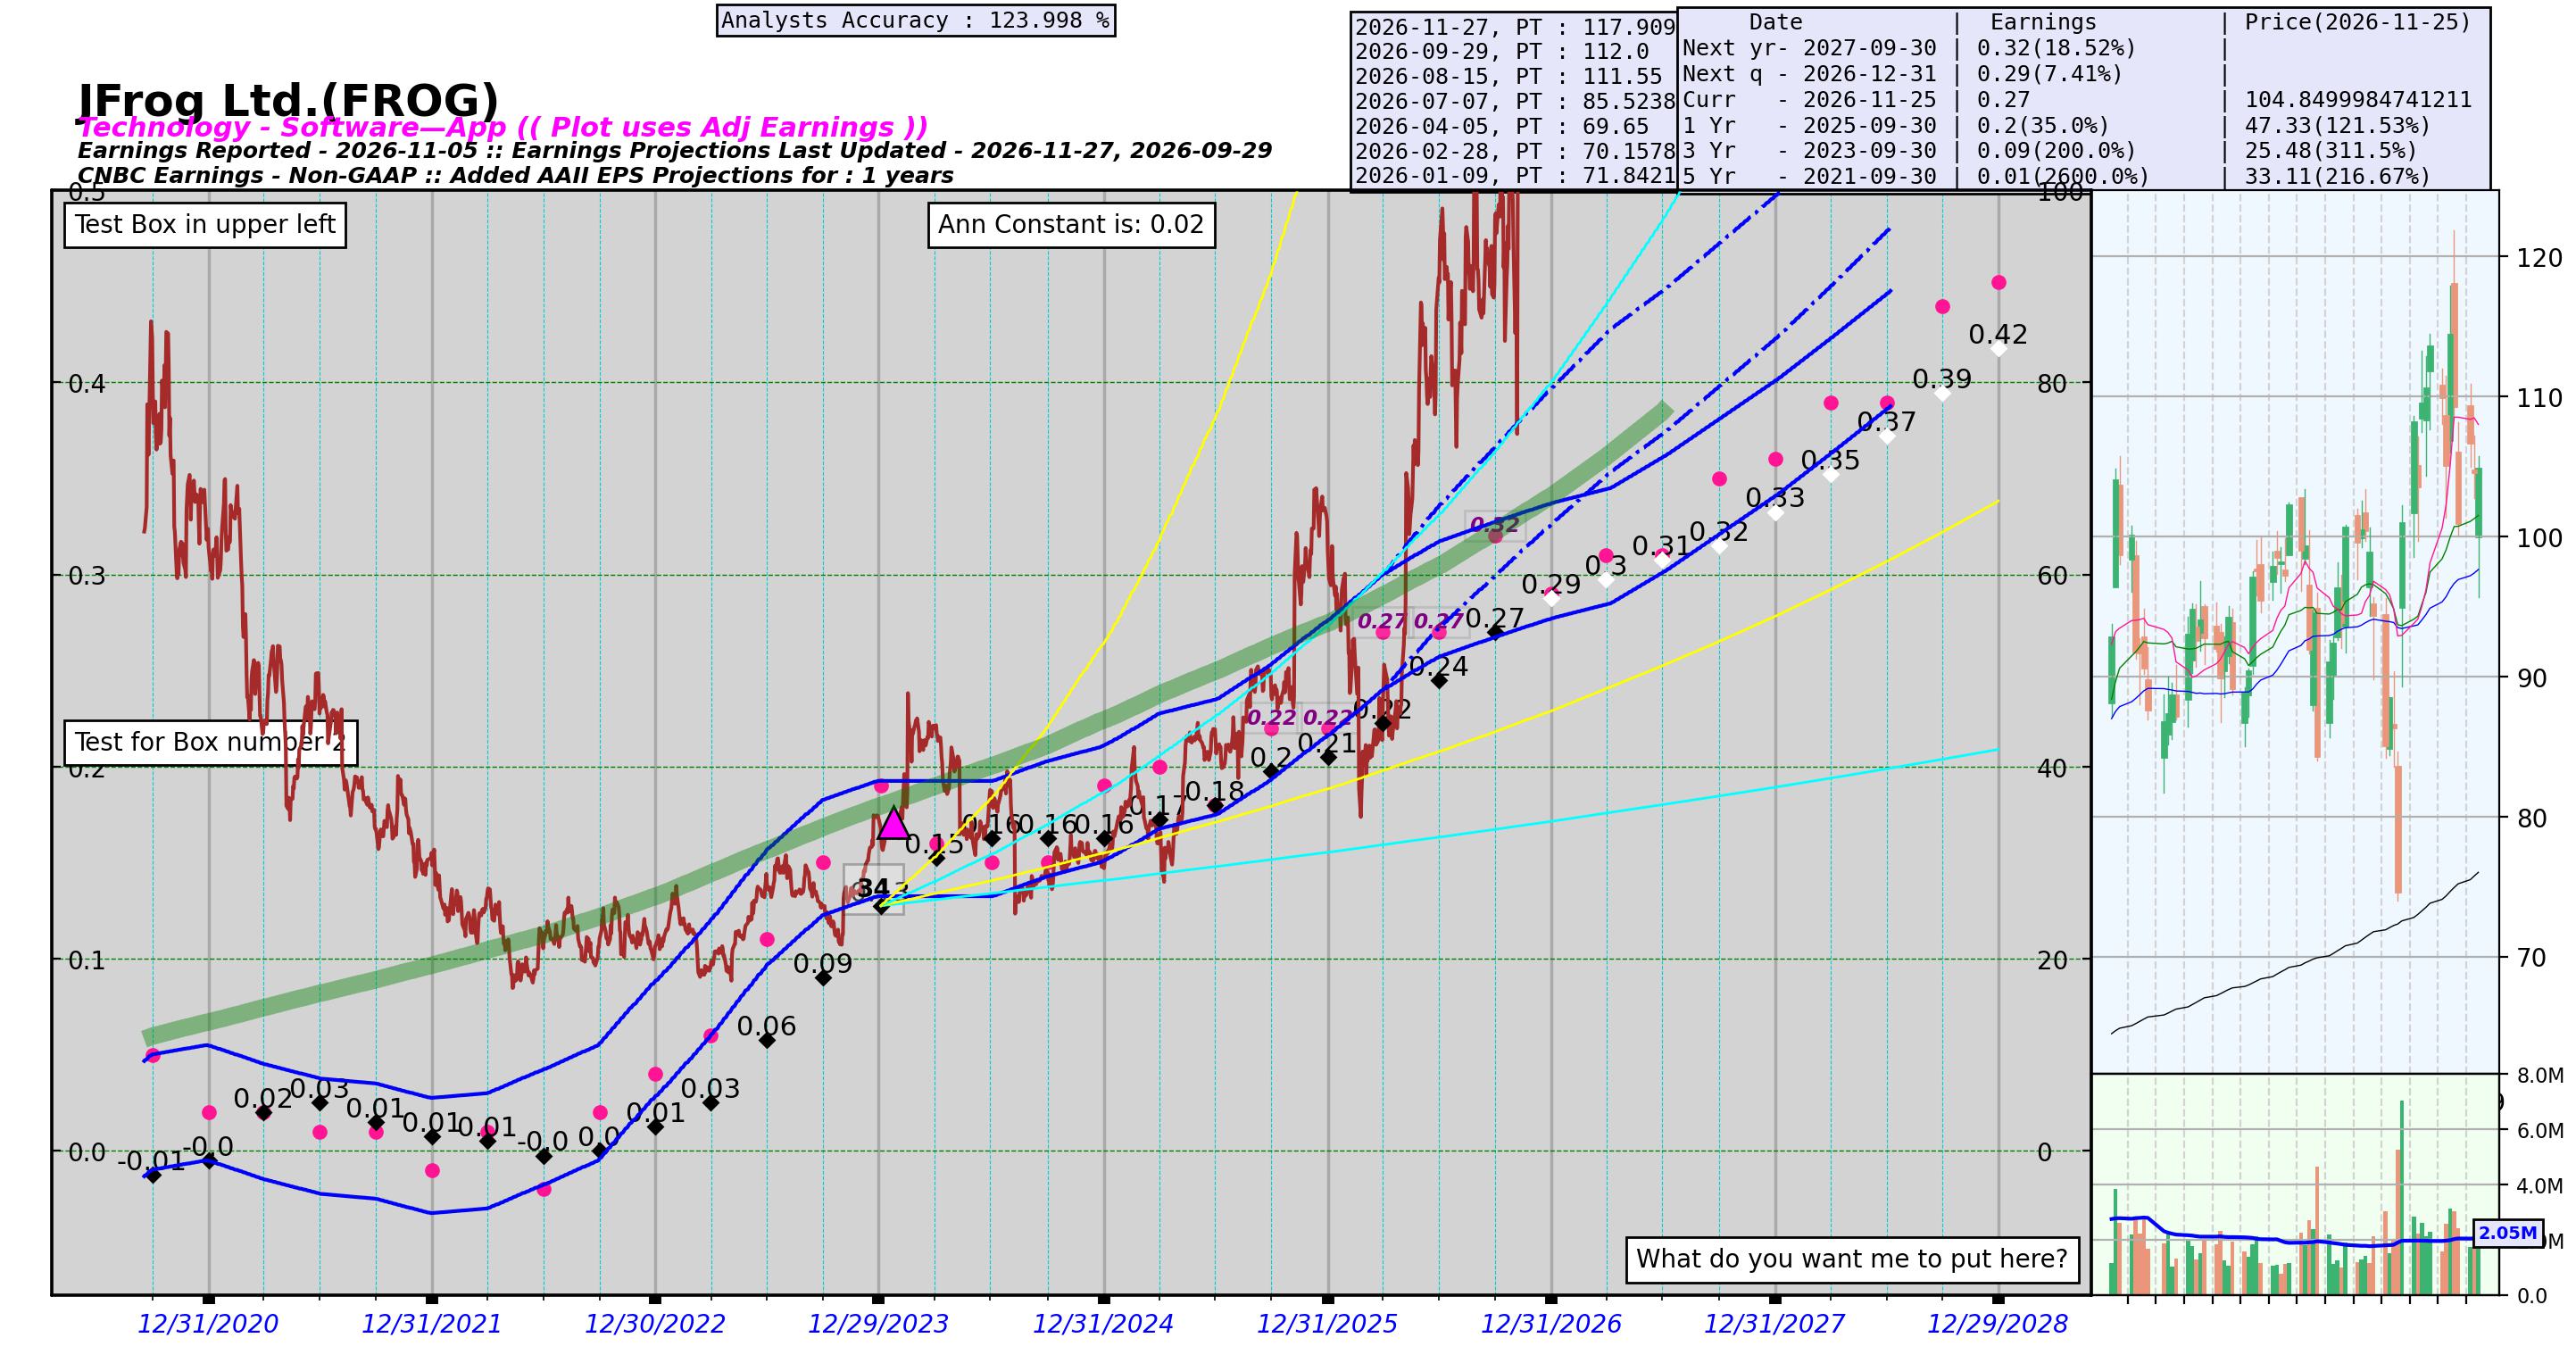 Analysts Accuracy : 123.998 %
2026-11-27, PT : 117.909
2026-09-29, PT : 112.0
2026-08-15, PT : 111.55
2026-07-07, PT : 85.5238
2026-04-05, PT : 69.65
2026-02-28, PT : 70.1578
2026-01-09, PT : 71.8421
Date | Earnings | Price(2026-11-25)
Next yr- 2027-09-30 | 0.32(18.52%) |
Next q - 2026-12-31 | 0.29(7.41%) |
Curr - 2026-11-25 | 0.27 | 104.8499984741211
1 Yr - 2025-09-30 | 0.2(35.0%) | 47.33(121.53%)
3 Yr - 2023-09-30 | 0.09(200.0%) | 25.48(311.5%)
5 Yr - 2021-09-30 | 0.01(2600.0%) | 33.11(216.67%)
JFrog Ltd.(FROG)
Technology - Software—App (( Plot uses Adj Earnings ))
Earnings Reported - 2026-11-05 :: Earnings Projections Last Updated - 2026-11-27, 2026-09-29
CNBC Earnings - Non-GAAP :: Added AAII EPS Projections for : 1 years
Test Box in upper left
Ann Constant is: 0.02
Test for Box number 2
What do you want me to put here?
0.5
0.4
0.3
0.2
0.1
0.0
-0.01
-0.0
0.02
0.03
0.01
0.01
0.01
-0.0
0.0
0.01
0.03
0.06
0.09
34
0.15
0.16
0.16
0.16
0.17
0.18
0.2
0.21
0.22
0.24
0.27
0.22
0.22
0.27
0.27
0.32
0.29
0.3
0.31
0.32
0.33
0.35
0.37
0.39
0.42
100
80
60
40
20
0
120
110
100
90
80
70
8.0M
6.0M
4.0M
2.05M
0.0
12/31/2020
12/31/2021
12/30/2022
12/29/2023
12/31/2024
12/31/2025
12/31/2026
12/31/2027
12/29/2028